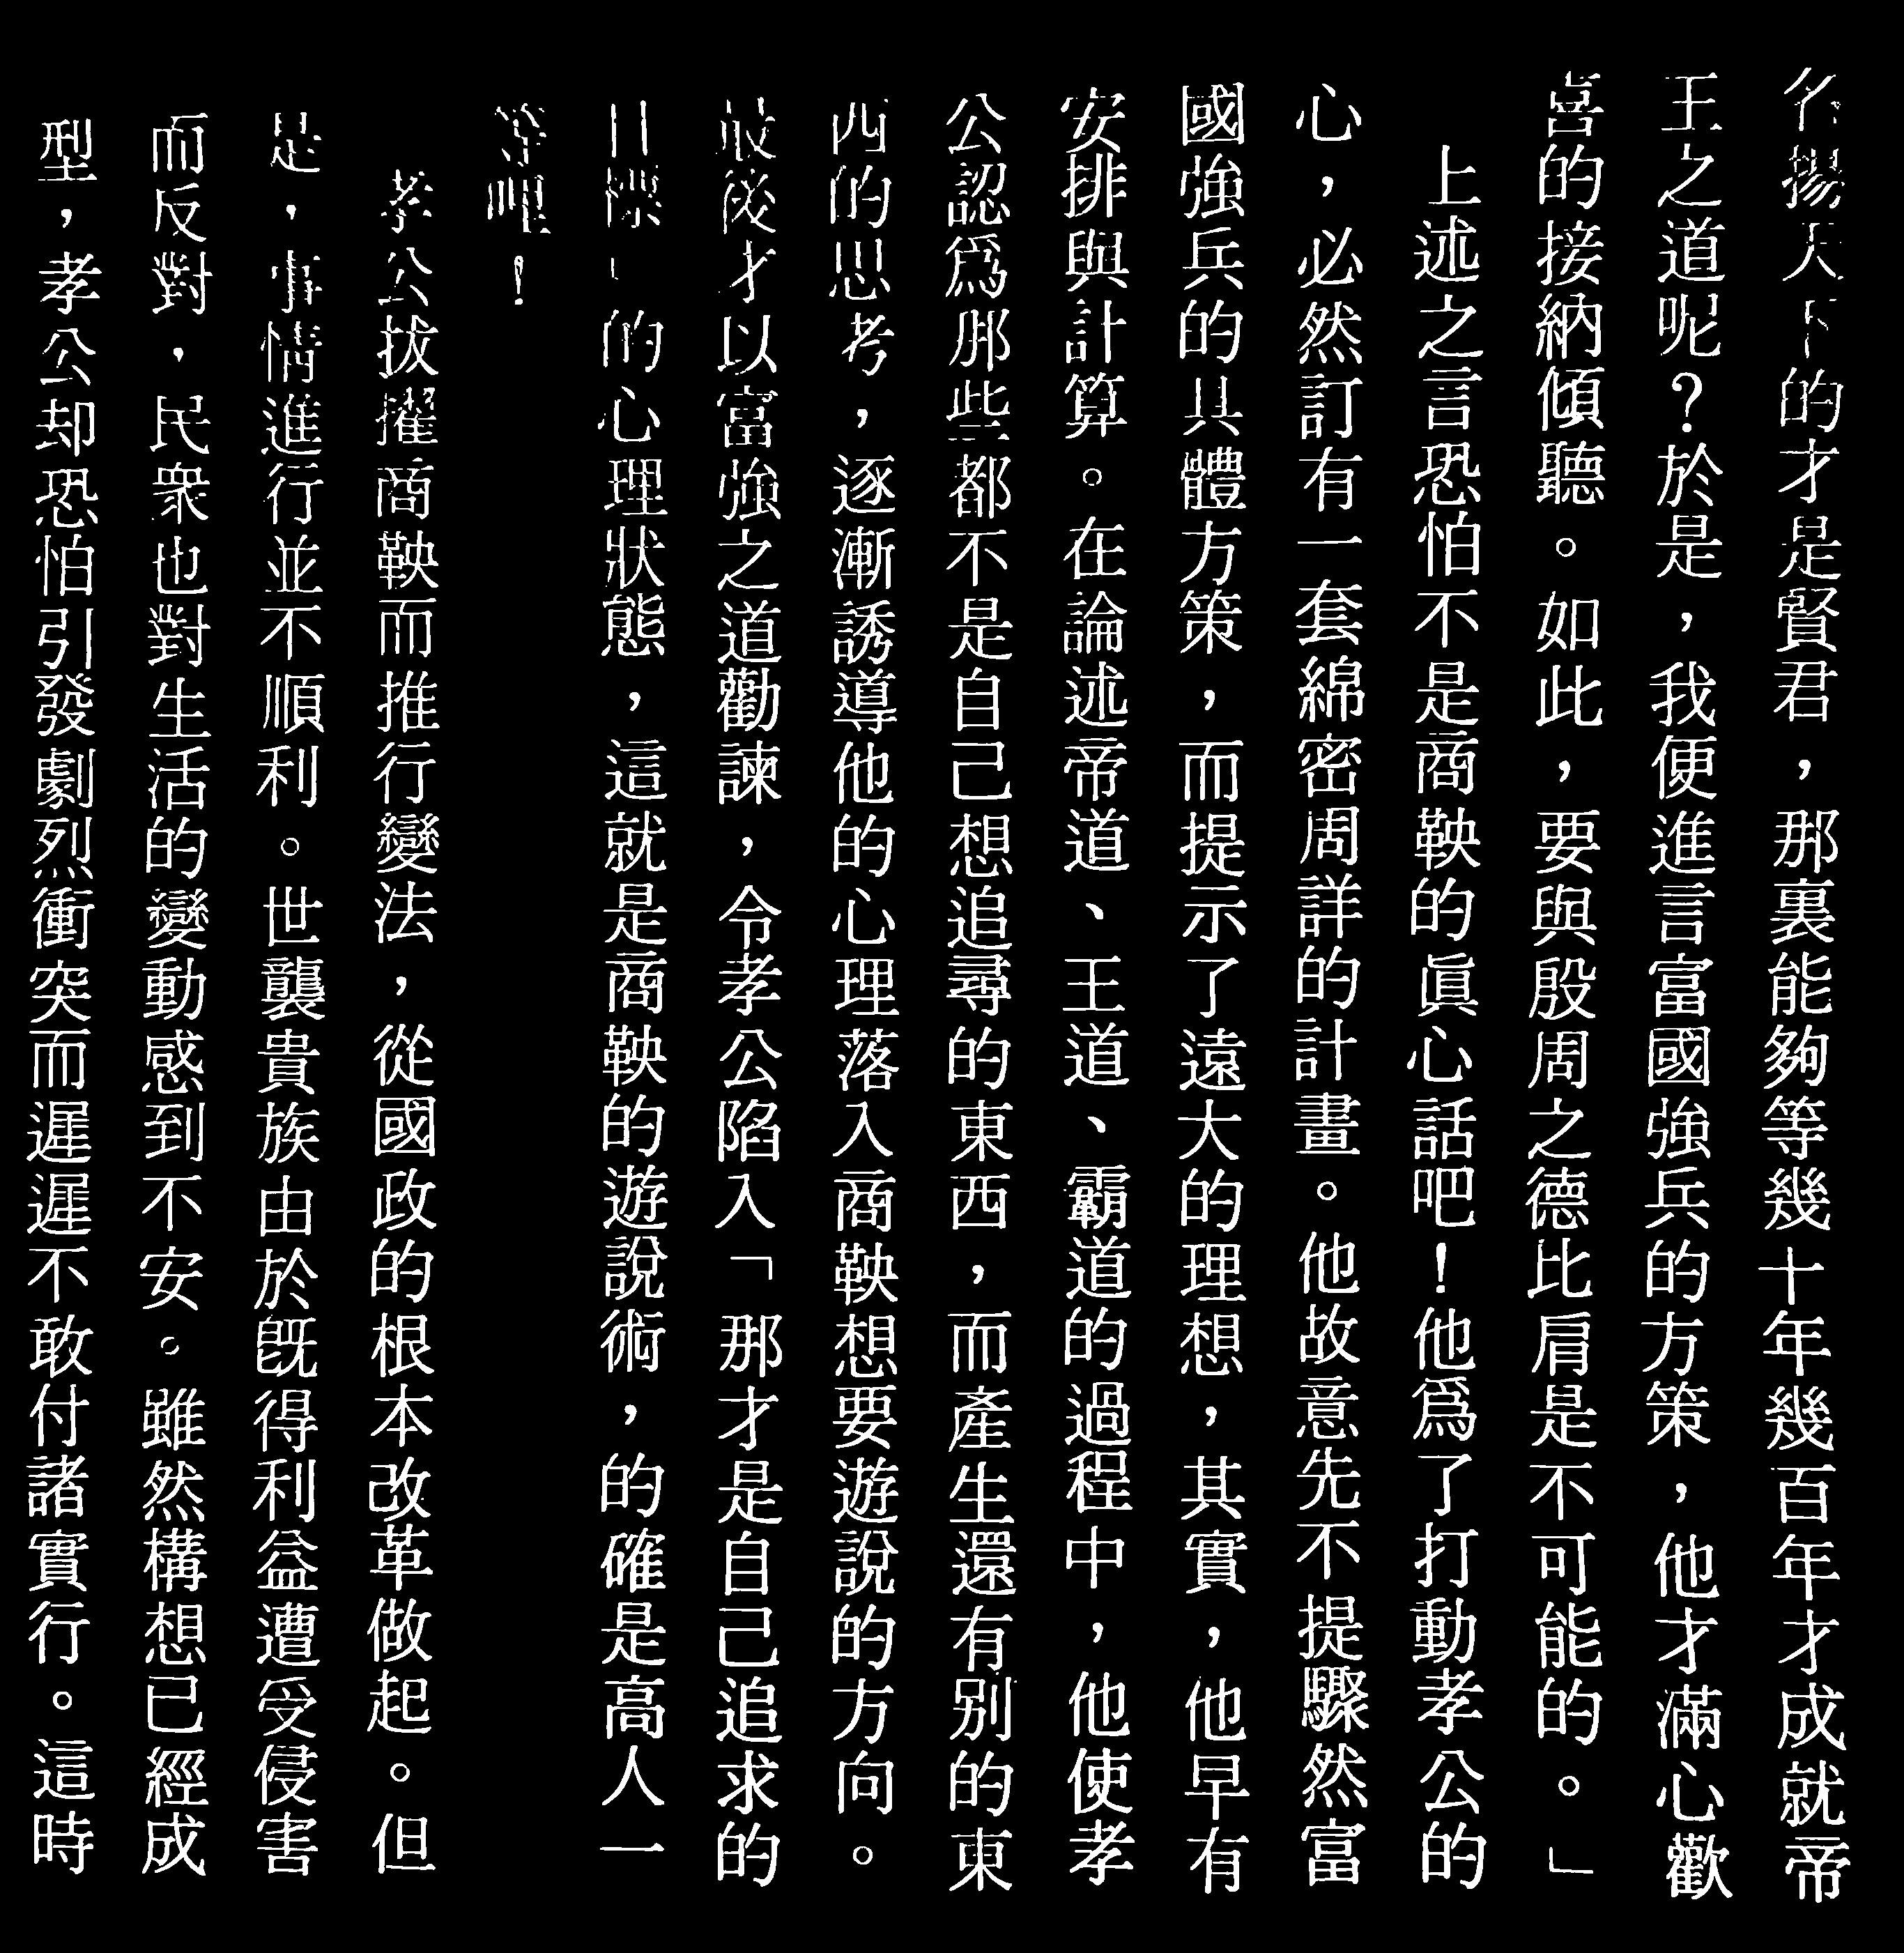 名揚天下的才是賢君，那裏能夠等幾十年幾百年才成就帝
王之道呢？於是，我便進言富國強兵的方策，他才滿心歡
喜的接納傾聽。如此，要與殷周之德比肩是不可能的。」
上述之言恐怕不是商鞅的眞心話吧！他爲了打動孝公的
心，必然訂有一套綿密周詳的計畫。他故意先不提驟然富
國強兵的具體方策，而提示了遠大的理想，其實，他早有
安排與計算。在論述帝道、王道、霸道的過程中，他使孝
公認爲那些都不是自己想追尋的東西，而產生還有別的東
西的思考，逐漸誘導他的心理落入商鞅想要遊說的方向。
最後才以富強之道勸諫，令孝公陷入「那才是自己追求的
目標」的心理狀態，這就是商鞅的遊說術，的確是高人一
等哩！
孝公拔擢商鞅而推行變法，從國政的根本改革做起。但
是，事情進行並不順利。世襲貴族由於旣得利益遭受侵害
而反對，民衆也對生活的變動感到不安。雖然構想已經成
型，孝公却恐怕引發劇烈衝突而遲遲不敢付諸實行。這時